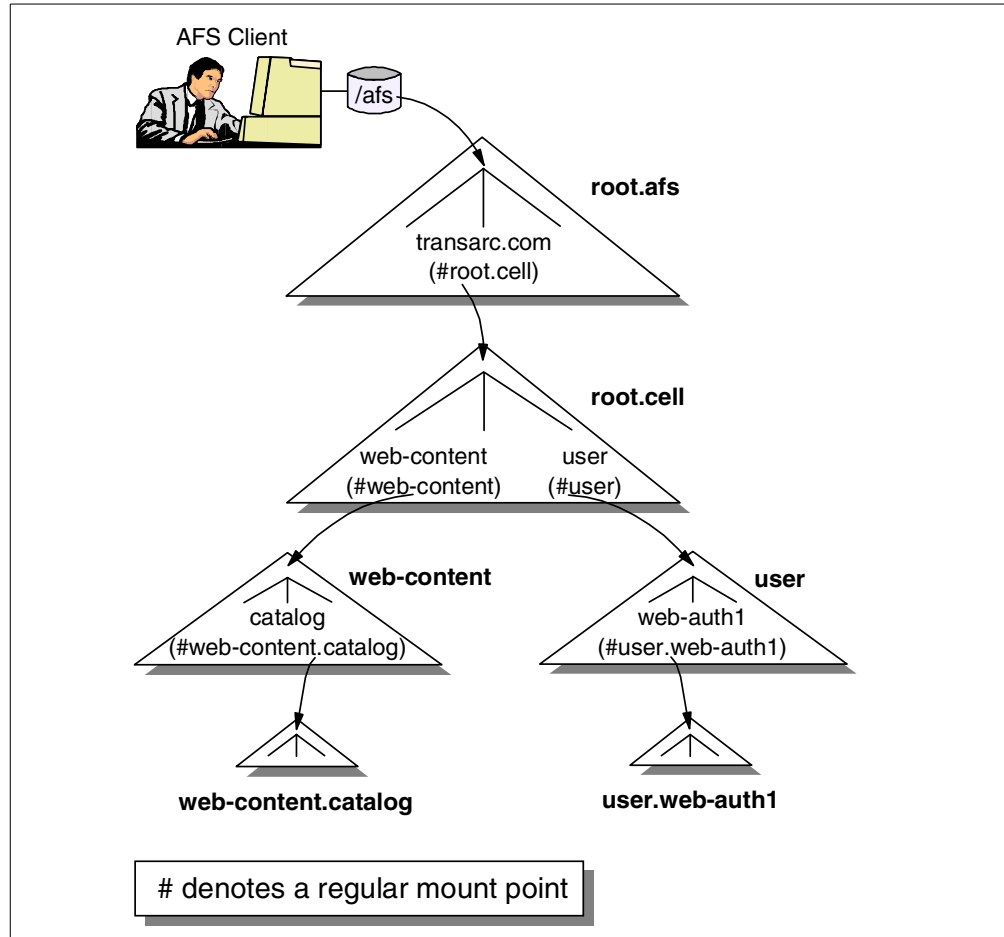 AFS Client
/afs
root.afs
transarc.com
(#root.cell)
root.cell
web-content
(#web-content)
user
(#user)
web-content
user
catalog
(#web-content.catalog)
web-auth1
(#user.web-auth1)
web-content.catalog
user.web-auth1
# denotes a regular mount point